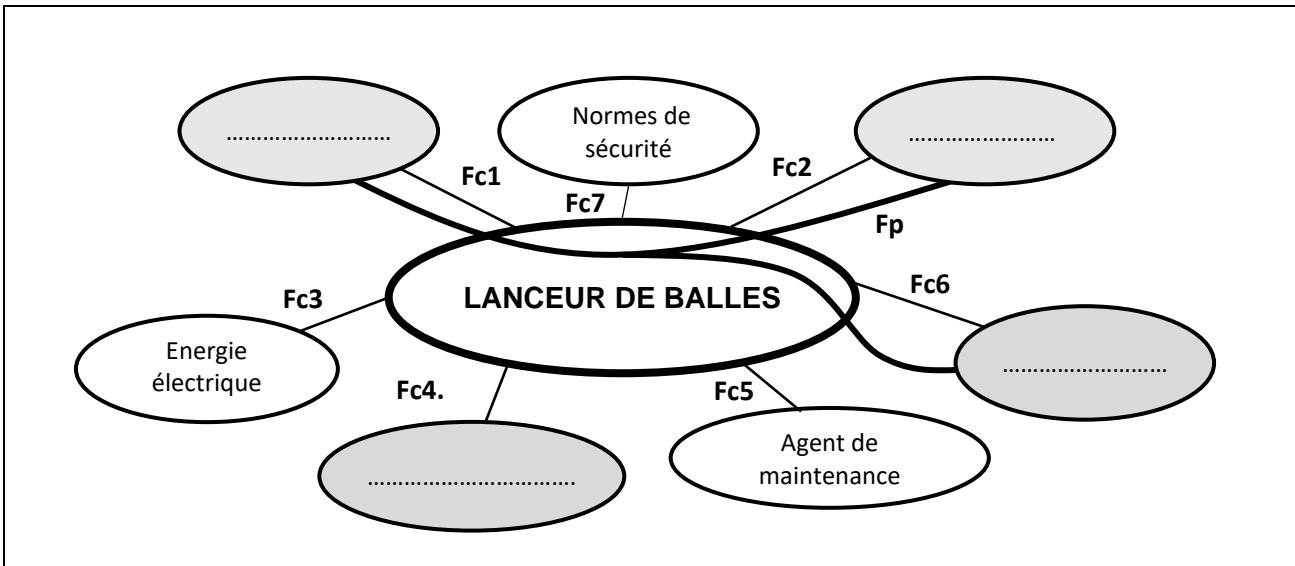 ...........................
Normes de
sécurité
........................
Fc1
Fc2
Fc7
Fp
Fc3
LANCEUR DE BALLES
Fc6
Energie
électrique
...........................
Fc4.
Fc5
..................................
Agent de
maintenance